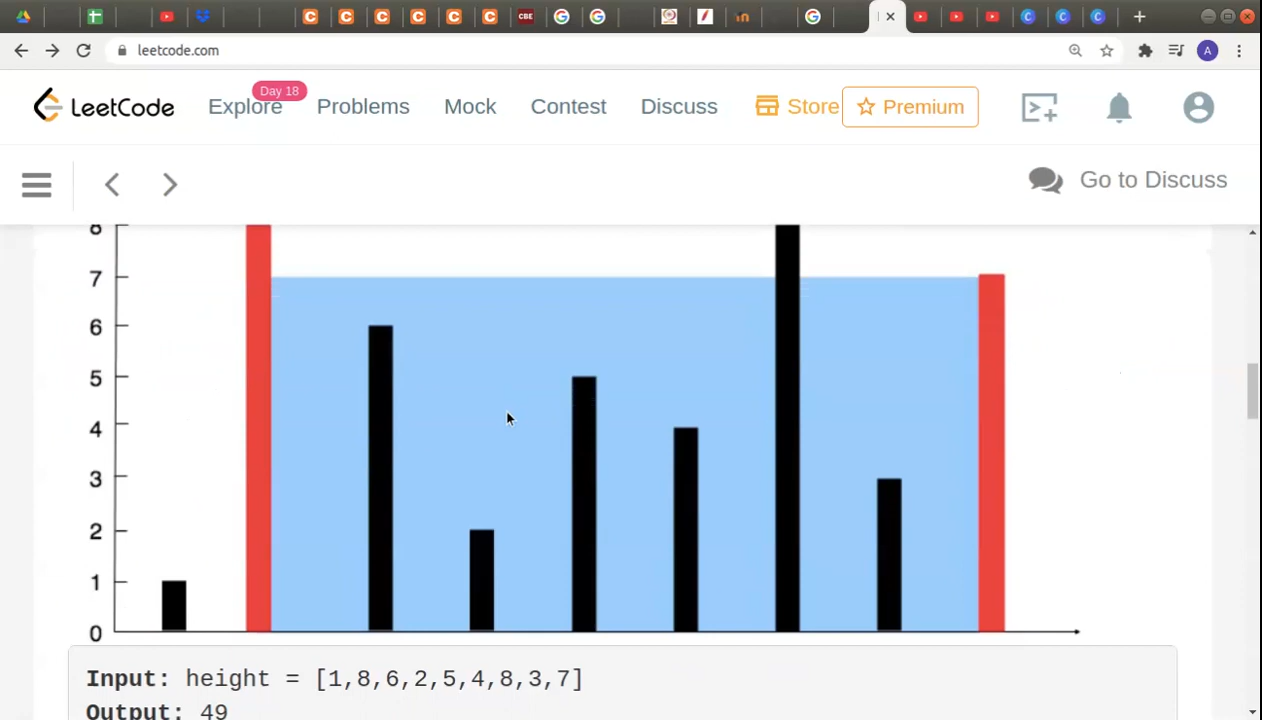 CBE
leetcode.com
A
LeetCode
Explore
Day 18
Problems
Mock
Contest
Discuss
Store
Premium
Go to Discuss
8
7
6
5
4
3
2
1
0
Input: height = [1,8,6,2,5,4,8,3,7]
Output: 49